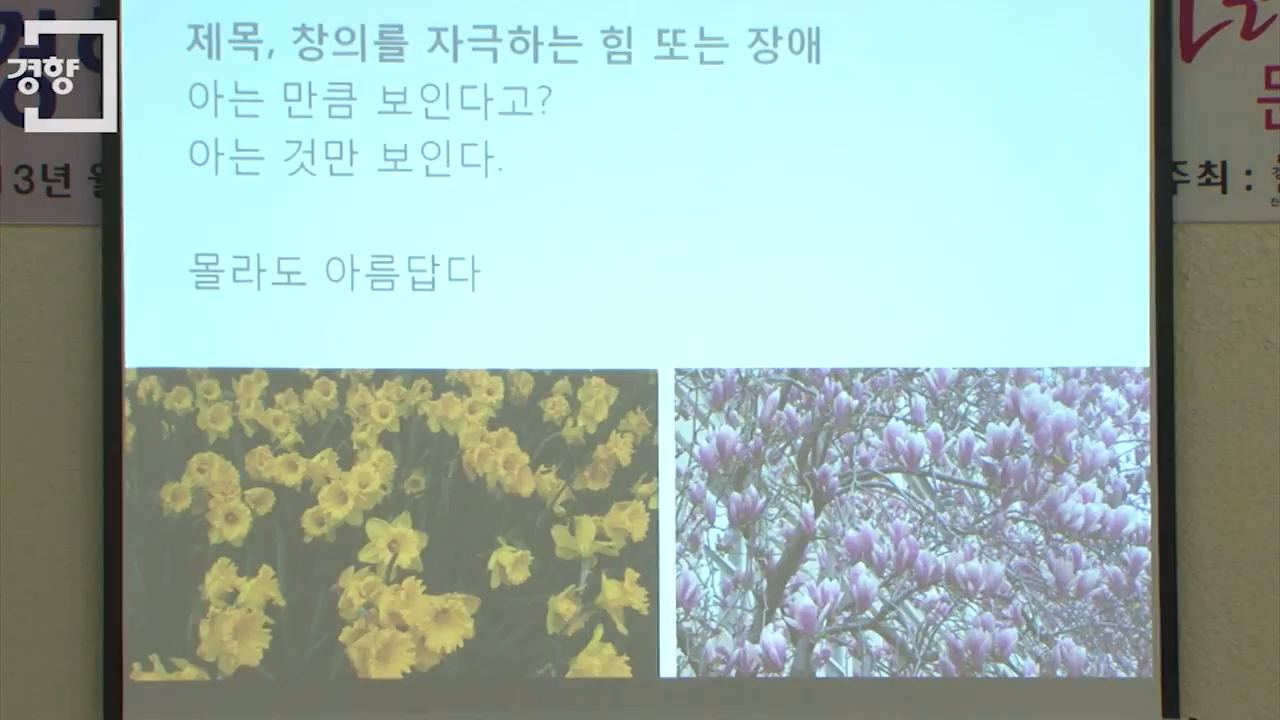 제목, 창의를 자극하는 힘 또는 장애
아는 만큼 보인다고?
아는 것만 보인다.
몰라도 아름답다
경향
13년 월
주최 :